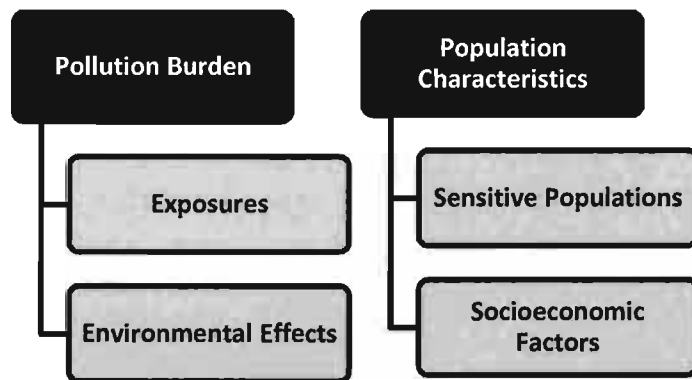 Pollution Burden
Exposures
Environmental Effects
Population
Characteristics
Sensitive Populations
Socioeconomic
Factors